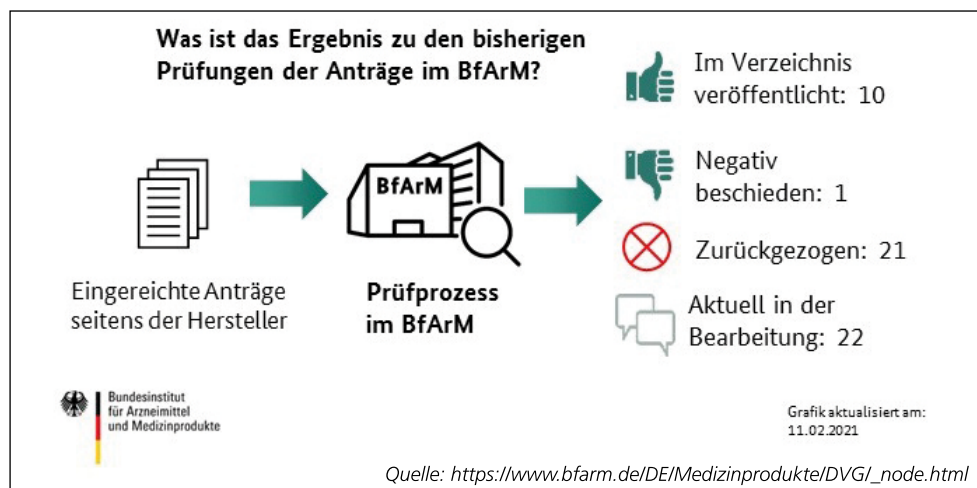 Was ist das Ergebnis zu den bisherigen
Prüfungen der Anträge im BfArM?
Eingereichte Anträge
seitens der Hersteller
BfArM
Prüfprozess
im BfArM
Im Verzeichnis
veröffentlicht: 10
Negativ
beschieden: 1
Zurückgezogen: 21
Aktuell in der
Bearbeitung: 22
Bundesinstitut
für Arzneimittel
und Medizinprodukte
Grafik aktualisiert am:
11.02.2021
Quelle: https://www.bfarm.de/DE/Medizinprodukte/DVG/_node.html